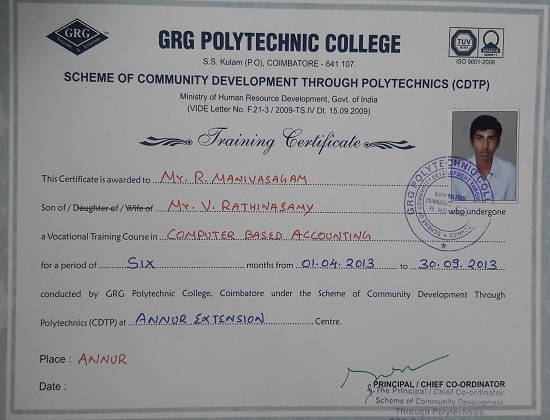 GRG
TM
GRG POLYTECHNIC COLLEGE
S.S. Kulam (P.O), COIMBATORE - 641 107.
TUV
ISO 9001-2008
SCHEME OF COMMUNITY DEVELOPMENT THROUGH POLYTECHNICS (CDTP)
Ministry of Human Resource Development, Govt. of India
(VIDE Letter No. F.21-3 / 2009-TS.IV Dt. 15.09.2009)
Training Certificate
This Certificate is awarded to Mr. R. MANIVASAGAM
Son of / Daughter of / Wife of Mr. V. RATHINASAMY who undergone
a Vocational Training Course in COMPUTER BASED ACCOUNTING
for a period of SIX months from 01.04.2013 to 30.09.2013
conducted by GRG Polytechnic College, Coimbatore under the Scheme of Community Development Through
Polytechnics (CDTP) at ANNUR EXTENSION Centre.
Place : ANNUR
Date :
PRINCIPAL / CHIEF CO-ORDINATOR
The Principal / Chief Co-ordinator
Scheme of Community Development
Through Polytechnics
GRG POLYTECHNIC COLLEGE